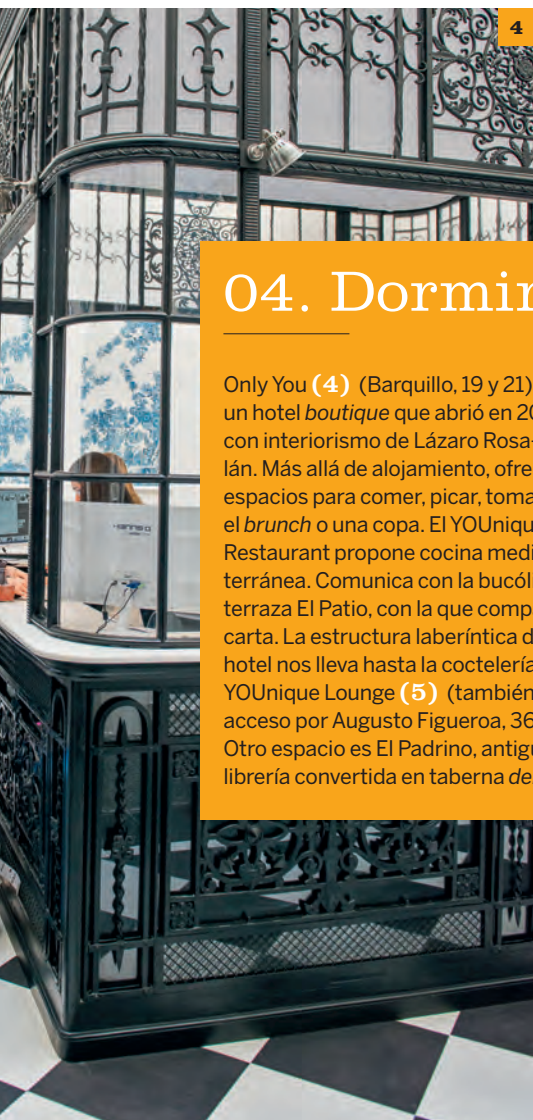 4
04. Dormir
Only You (4) (Barquillo, 19 y 21)
un hotel boutique que abrió en 20
con interiorismo de Lázaro Rosa-
lán. Más allá de alojamiento, ofre
espacios para comer, picar, toma
el brunch o una copa. El YOUniqu
Restaurant propone cocina medi
terránea. Comunica con la bucól
terraza El Patio, con la que comp
carta. La estructura laberíntica d
hotel nos lleva hasta la coctelería
YOUnique Lounge (5) (también
acceso por Augusto Figueroa, 36
Otro espacio es El Padrino, antigu
librería convertida en taberna de